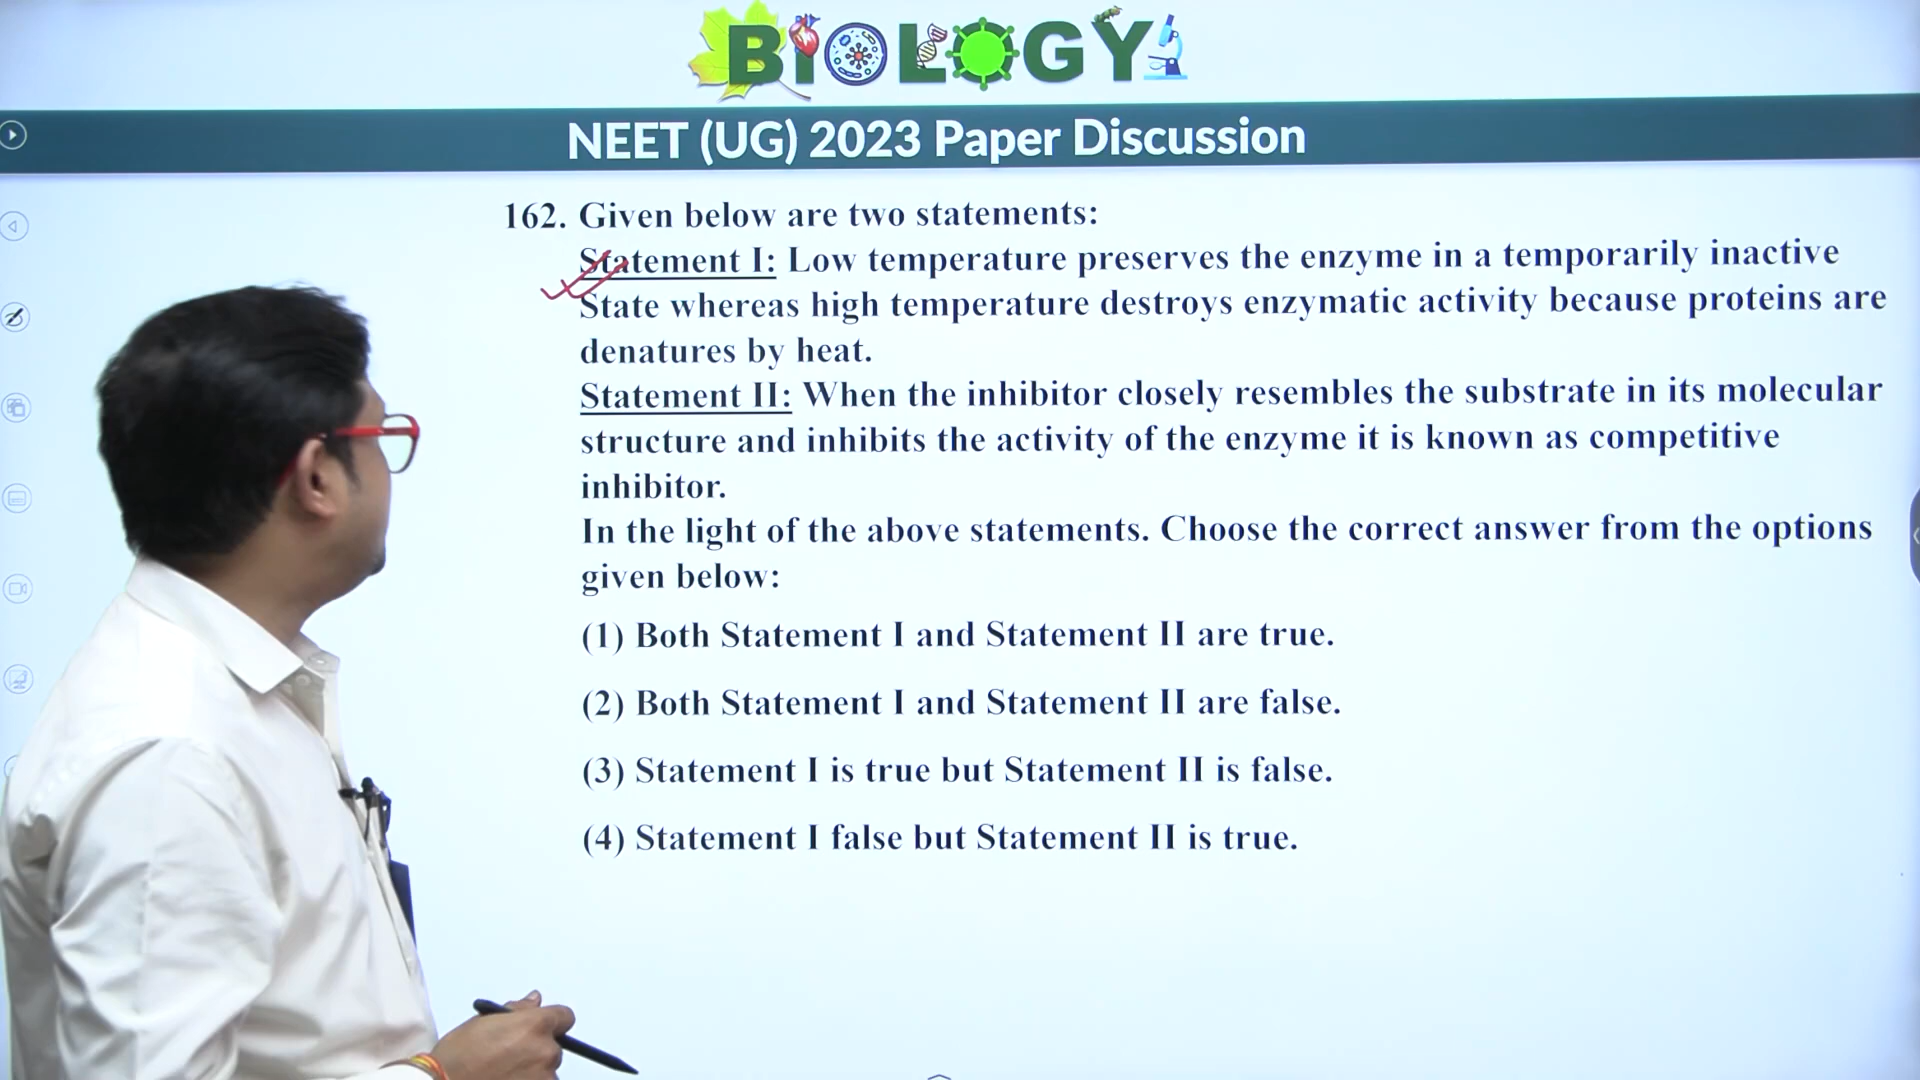 BIOLOGY
NEET (UG) 2023 Paper Discussion
162. Given below are two statements:
Statement I: Low temperature preserves the enzyme in a temporarily inactive
State whereas high temperature destroys enzymatic activity because proteins are
denatures by heat.
Statement II: When the inhibitor closely resembles the substrate in its molecular
structure and inhibits the activity of the enzyme it is known as competitive
inhibitor.
In the light of the above statements. Choose the correct answer from the options
given below:
(1) Both Statement I and Statement II are true.
(2) Both Statement I and Statement II are false.
(3) Statement I is true but Statement II is false.
(4) Statement I false but Statement II is true.